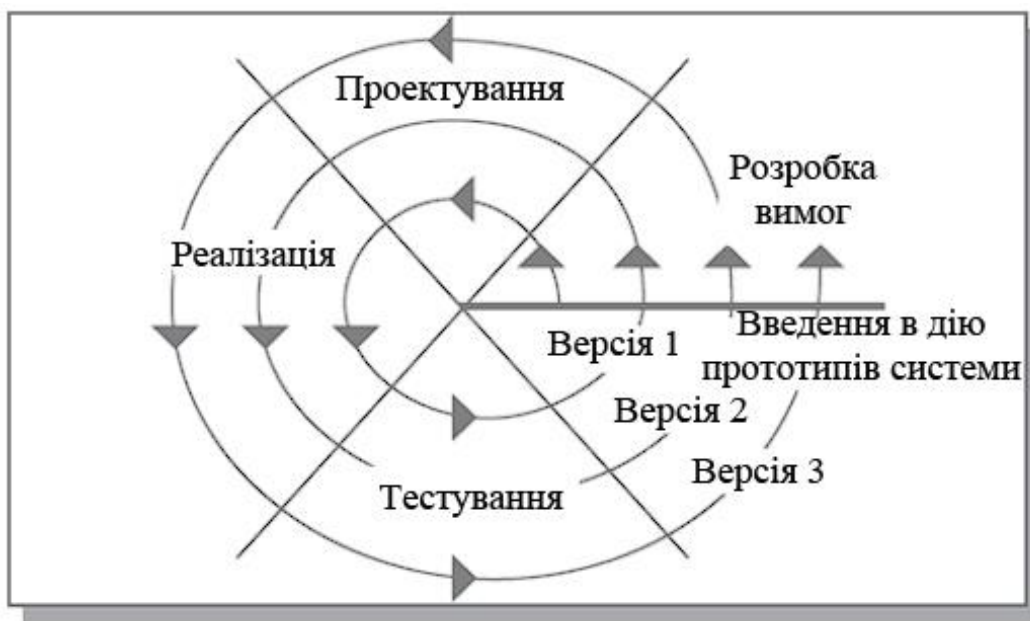 Проектування
Розробка
вимог
Реалізація
Введення в дію
прототипів системи
Версія 1
Версія 2
Версія 3
Тестування